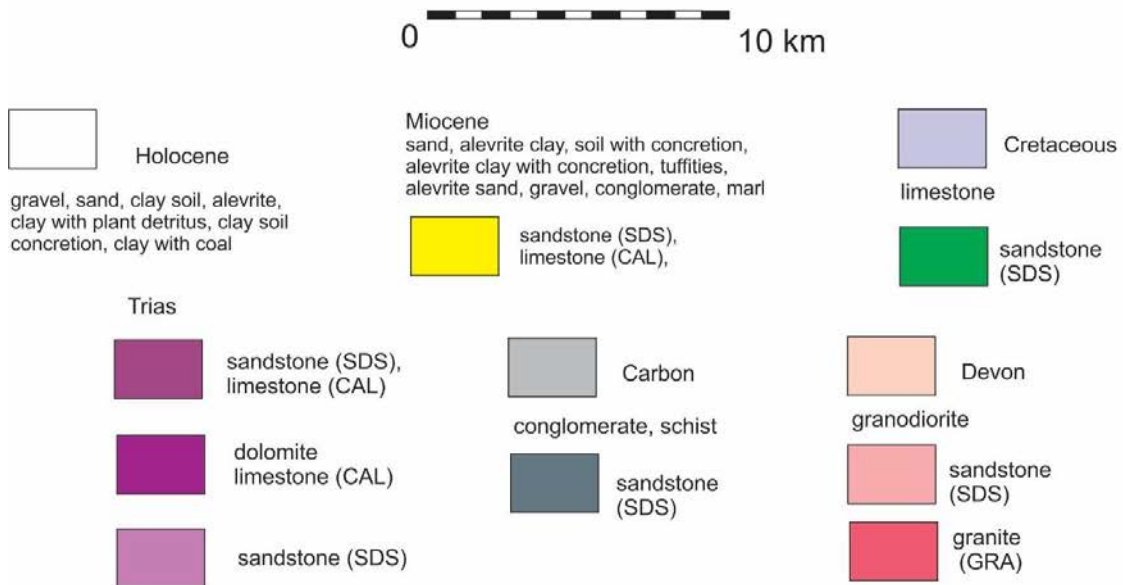 0 10 km
Holocene
gravel, sand, clay soil, alevrite,
clay with plant detritus, clay soil
concretion, clay with coal
Miocene
sand, alevrite clay, soil with concretion,
alevrite clay with concretion, tuffities,
alevrite sand, gravel, conglomerate, marl
sandstone (SDS),
limestone (CAL),
Cretaceous
limestone
sandstone
(SDS)
Trias
sandstone (SDS),
limestone (CAL)
dolomite
limestone (CAL)
sandstone (SDS)
Carbon
conglomerate, schist
sandstone
(SDS)
Devon
granodiorite
sandstone
(SDS)
granite
(GRA)